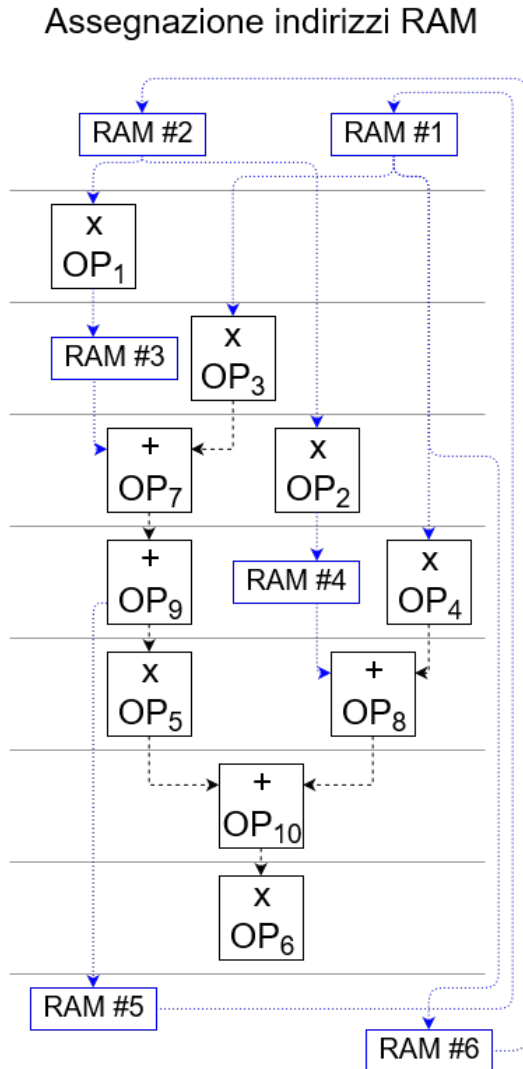 Assegnazione indirizzi RAM
RAM #2
RAM #1
x
OP₁
RAM #3
x
OP₃
+
OP₇
x
OP₂
+
OP₉
RAM #4
x
OP₄
x
OP₅
+
OP₈
+
OP₁₀
x
OP₆
RAM #5
RAM #6